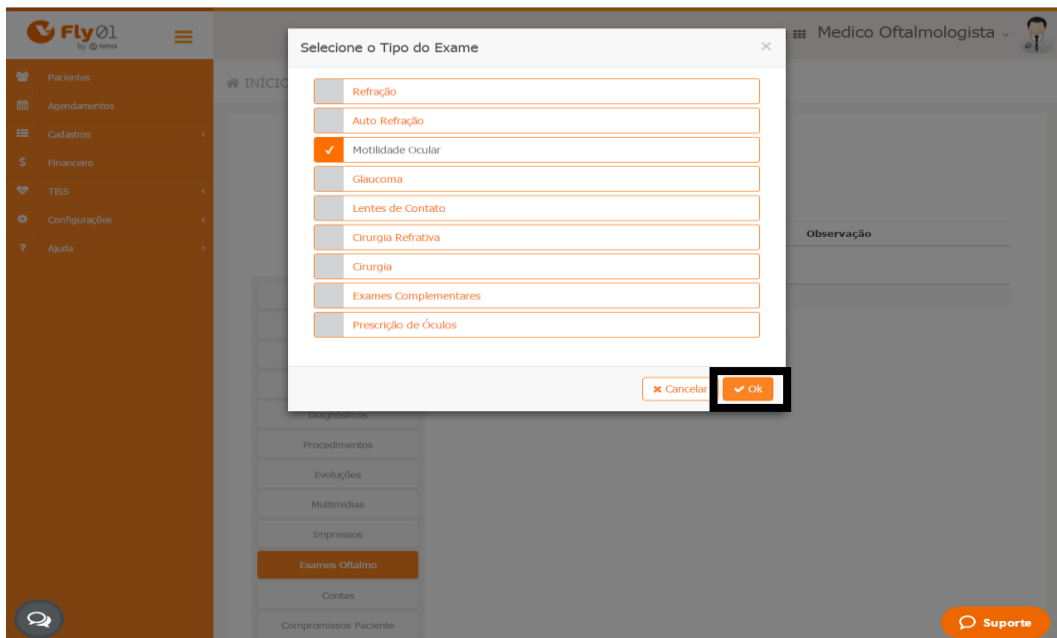 Fly01
by totvs
Medico Oftalmologista
Pacientes
Agendamentos
Cadastros
Financeiro
TISS
Configurações
Ajuda
INÍCIO
Selecione o Tipo do Exame
Refração
Auto Refração
Motilidade Ocular
Glaucoma
Lentes de Contato
Cirurgia Refrativa
Cirurgia
Exames Complementares
Prescrição de Óculos
Cancelar
Ok
Observação
Diagnósticos
Procedimentos
Evoluções
Multimídias
Impressos
Exames Oftalmo
Contas
Compromissos Paciente
Suporte